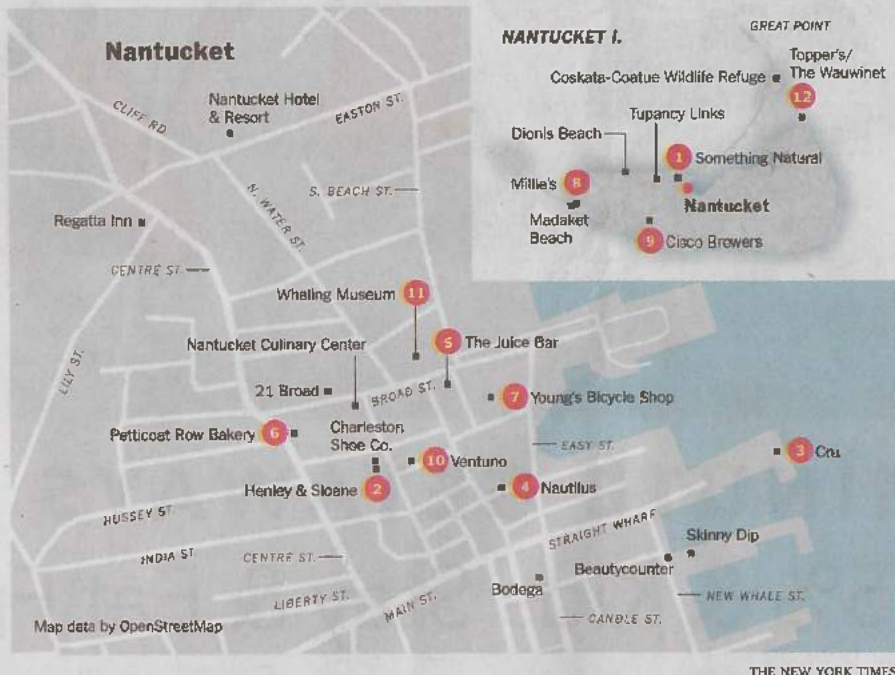 Nantucket
NANTUCKET I.
GREAT POINT
Topper's/
The Wauwinet
12
Coskata-Coatue Wildlife Refuge
Tupancy Links
Dionis Beach
1 Something Natural
Millie's 8
Nantucket
Madaket
Beach
9 Cisco Brewers
CLIFF RD.
Nantucket Hotel
& Resort
EASTON ST.
N. WATER ST.
S. BEACH ST.
Regatta Inn
CENTRE ST.
Whaling Museum 11
LILY ST.
Nantucket Culinary Center
5 The Juice Bar
21 Broad
BROAD ST.
7 Young's Bicycle Shop
Petticoat Row Bakery 6
Charleston
Shoe Co.
10 Ventuno
EASY ST.
3 Cru
Henley & Sloane
2
4 Nautilus
HUSSEY ST.
INDIA ST.
CENTRE ST.
STRAIGHT WHARF
Skinny Dip
Beautycounter
Bodega
LIBERTY ST.
MAIN ST.
NEW WHALE ST.
CANDLE ST.
Map data by OpenStreetMap
THE NEW YORK TIMES